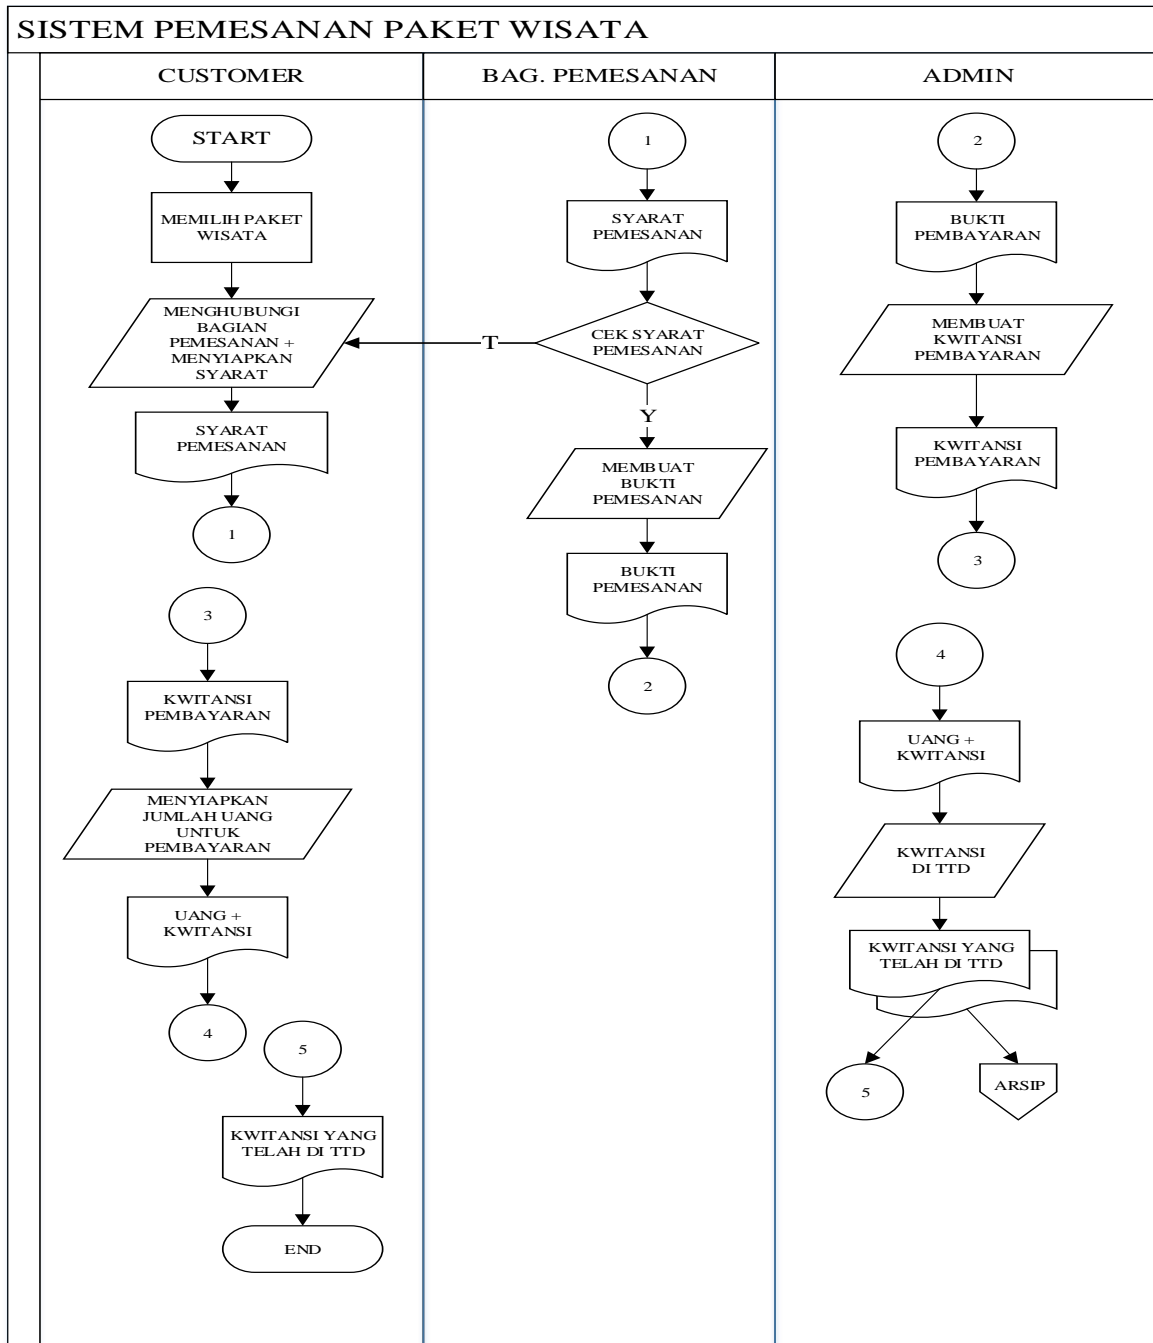 SISTEM PEMESANAN PAKET WISATA
CUSTOMER
BAG. PEMESANAN
ADMIN
START
MEMILIH PAKET
WISATA
MENGHUBUNGI
BAGIAN
PEMESANAN +
MENYIAPKAN
SYARAT
SYARAT
PEMESANAN
1
3
KWITANSI
PEMBAYARAN
MENYIAPKAN
JUMLAH UANG
UNTUK
PEMBAYARAN
UANG +
KWITANSI
4
5
KWITANSI YANG
TELAH DI TTD
END
1
SYARAT
PEMESANAN
CEK SYARAT
PEMESANAN
T
Y
MEMBUAT
BUKTI
PEMESANAN
BUKTI
PEMESANAN
2
2
BUKTI
PEMBAYARAN
MEMBUAT
KWITANSI
PEMBAYARAN
KWITANSI
PEMBAYARAN
3
4
UANG +
KWITANSI
KWITANSI
DI TTD
KWITANSI YANG
TELAH DI TTD
5
ARSIP